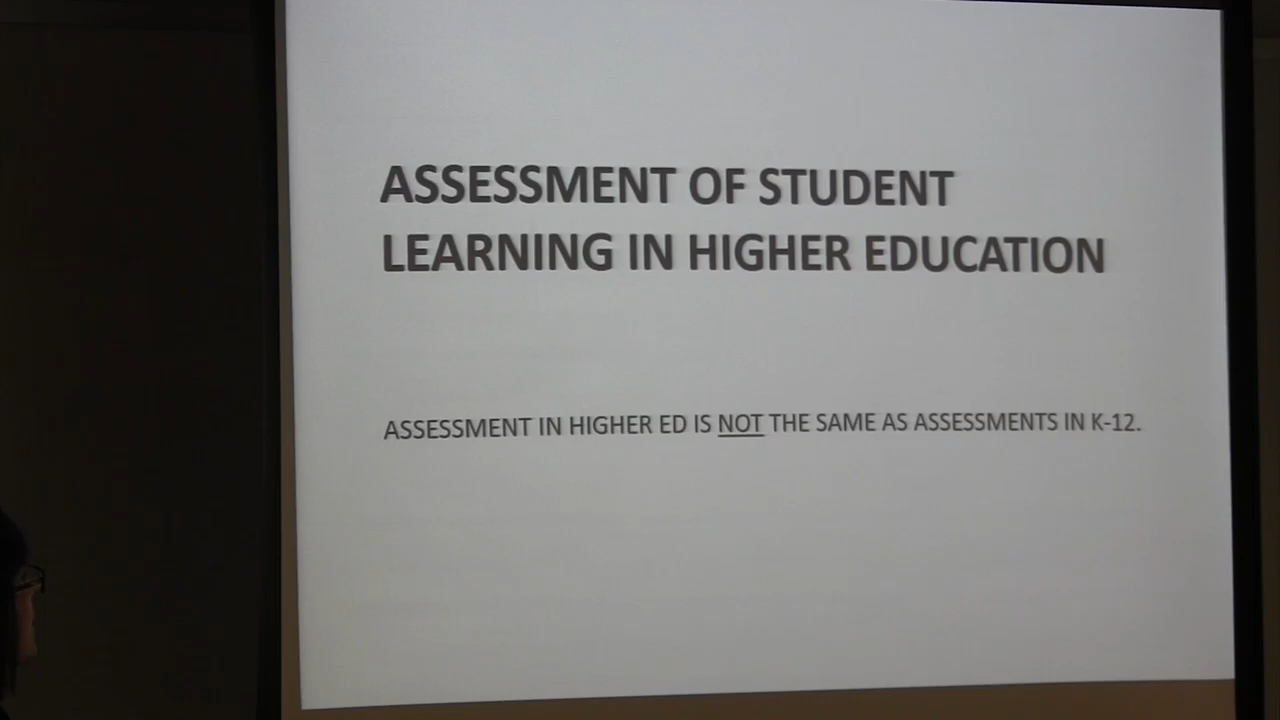 ASSESSMENT OF STUDENT
LEARNING IN HIGHER EDUCATION
ASSESSMENT IN HIGHER ED IS NOT THE SAME AS ASSESSMENTS IN K-12.